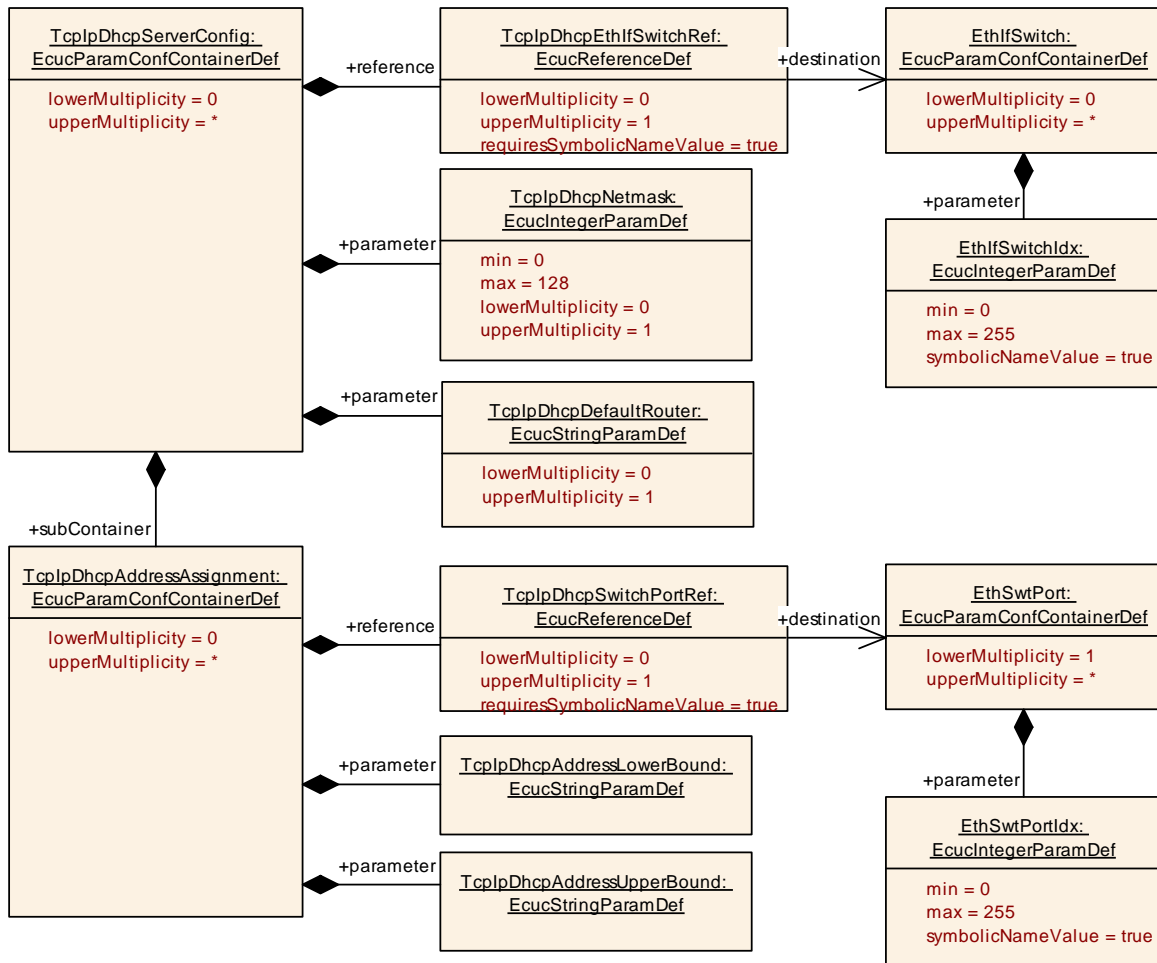 TcpIpDhcpServerConfig:
EcucParamConfContainerDef
lowerMultiplicity = 0
upperMultiplicity = *
+reference
TcpIpDhcpEthIfSwitchRef:
EcucReferenceDef
lowerMultiplicity = 0
upperMultiplicity = 1
requiresSymbolicNameValue = true
+destination
EthIfSwitch:
EcucParamConfContainerDef
lowerMultiplicity = 0
upperMultiplicity = *
+parameter
TcpIpDhcpNetmask:
EcucIntegerParamDef
min = 0
max = 128
lowerMultiplicity = 0
upperMultiplicity = 1
+parameter
EthIfSwitchIdx:
EcucIntegerParamDef
min = 0
max = 255
symbolicNameValue = true
+parameter
TcpIpDhcpDefaultRouter:
EcucStringParamDef
lowerMultiplicity = 0
upperMultiplicity = 1
+subContainer
TcpIpDhcpAddressAssignment:
EcucParamConfContainerDef
lowerMultiplicity = 0
upperMultiplicity = *
+reference
TcpIpDhcpSwitchPortRef:
EcucReferenceDef
lowerMultiplicity = 0
upperMultiplicity = 1
requiresSymbolicNameValue = true
+destination
EthSwtPort:
EcucParamConfContainerDef
lowerMultiplicity = 1
upperMultiplicity = *
+parameter
TcpIpDhcpAddressLowerBound:
EcucStringParamDef
+parameter
EthSwtPortIdx:
EcucIntegerParamDef
min = 0
max = 255
symbolicNameValue = true
+parameter
TcpIpDhcpAddressUpperBound:
EcucStringParamDef